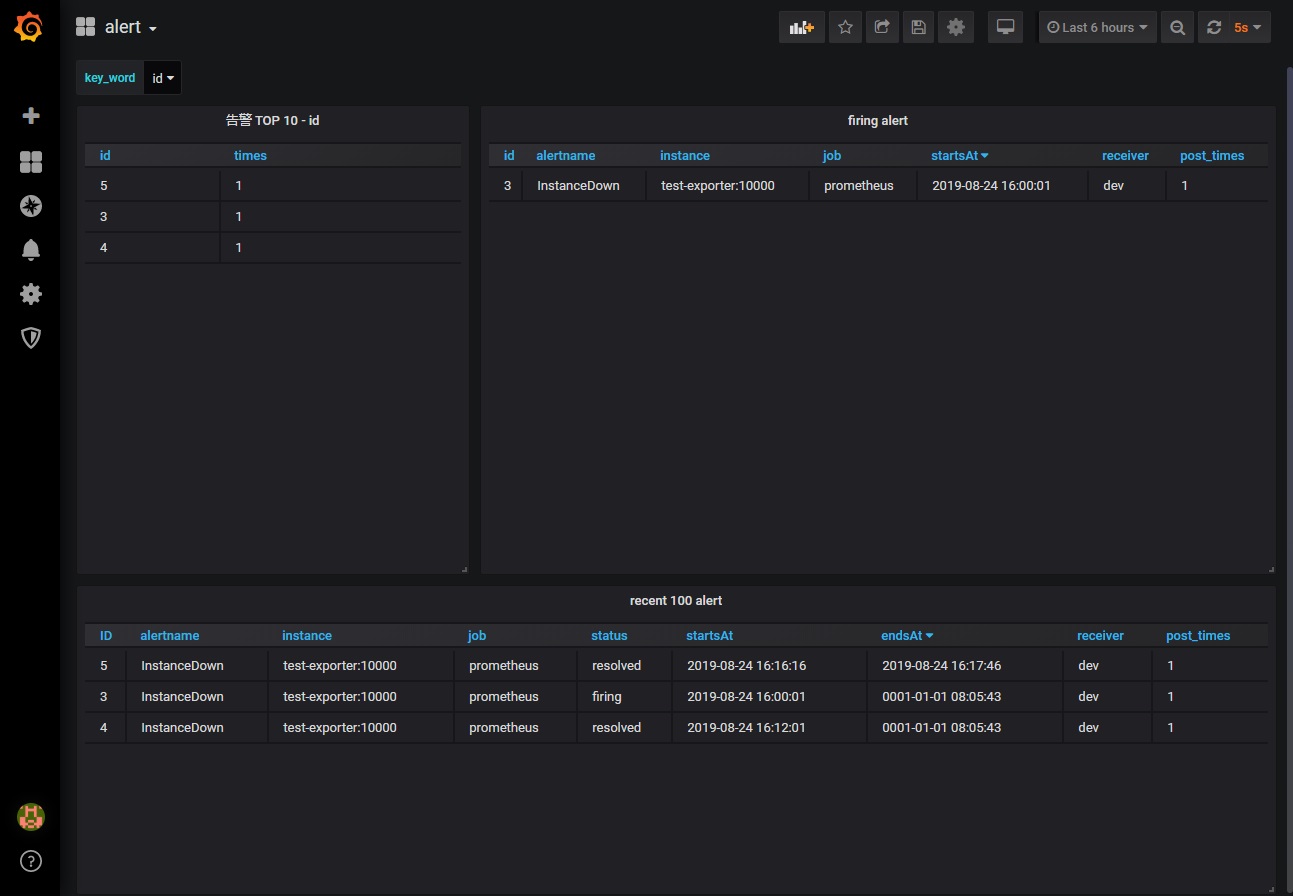 alert
Last 6 hours 5s
key_word id
告警 TOP 10 - id
id times
5 1
3 1
4 1
firing alert
id alertname instance job startsAt receiver post_times
3 InstanceDown test-exporter:10000 prometheus 2019-08-24 16:00:01 dev 1
recent 100 alert
ID alertname instance job status startsAt endsAt receiver post_times
5 InstanceDown test-exporter:10000 prometheus resolved 2019-08-24 16:16:16 2019-08-24 16:17:46 dev 1
3 InstanceDown test-exporter:10000 prometheus firing 2019-08-24 16:00:01 0001-01-01 08:05:43 dev 1
4 InstanceDown test-exporter:10000 prometheus resolved 2019-08-24 16:12:01 0001-01-01 08:05:43 dev 1
?